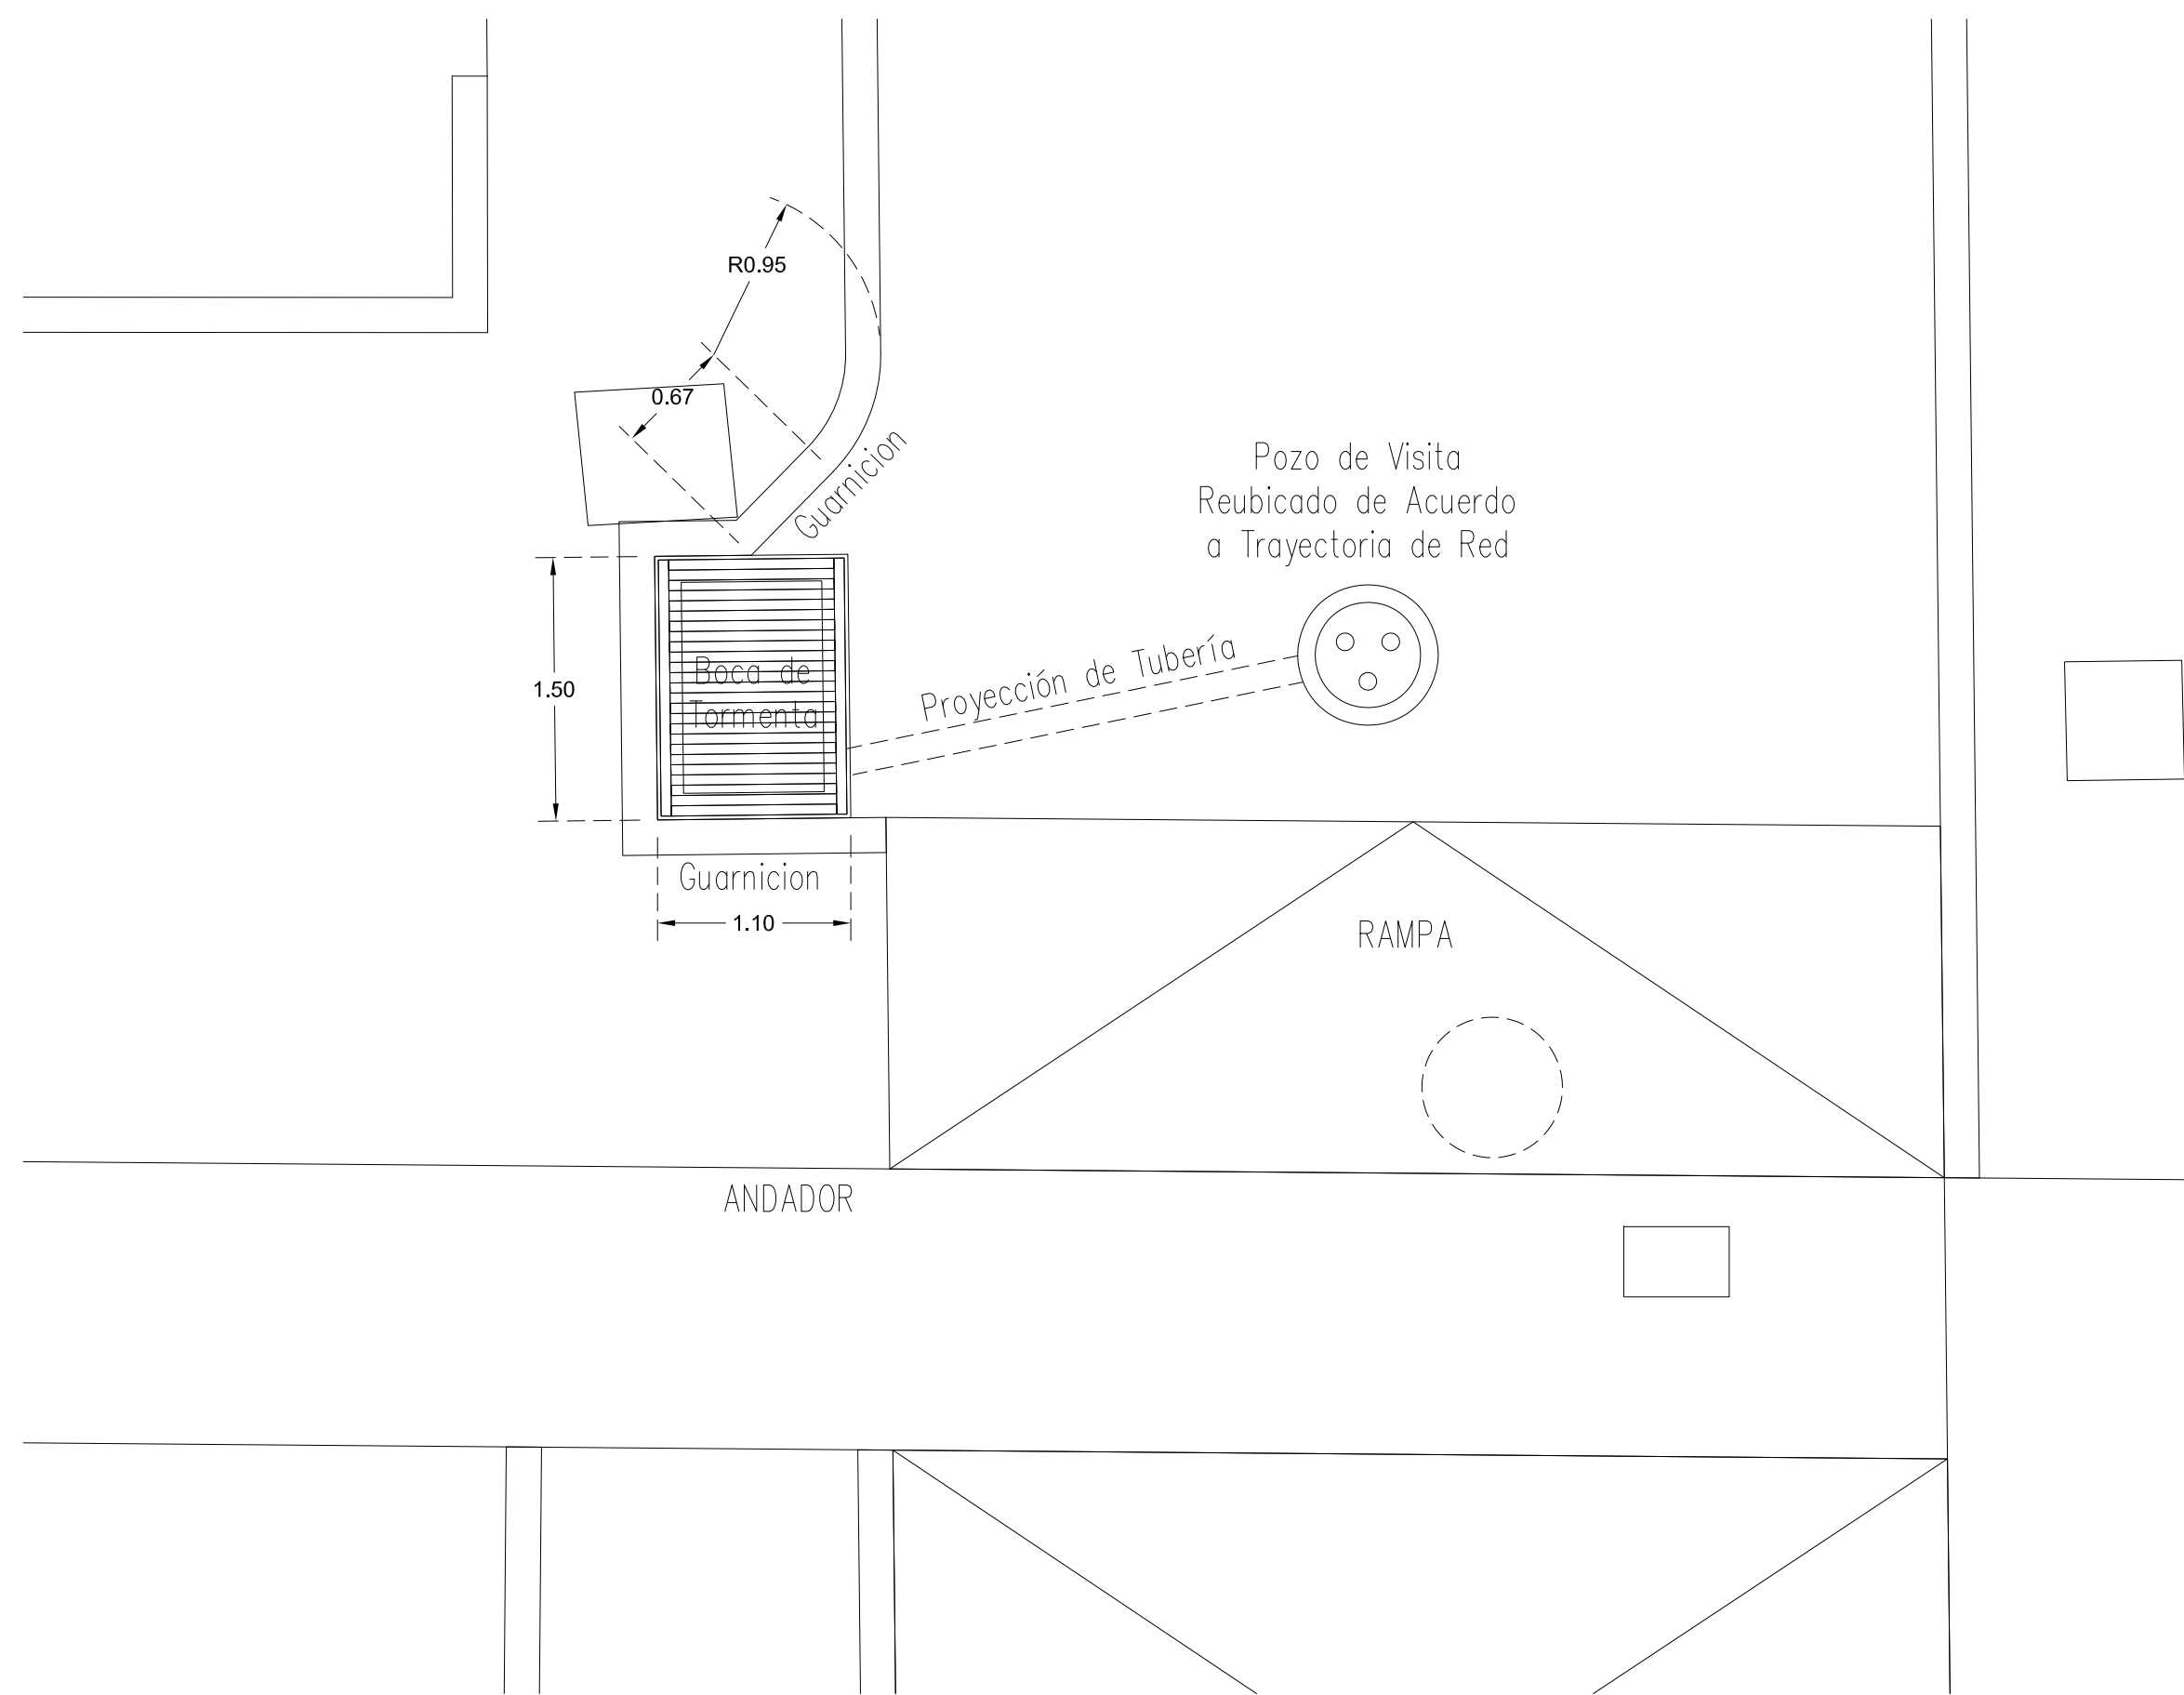 R0.95
0.67
Guarnicion
Pozo de Visita
Reubicado de Acuerdo
a Trayectoria de Red
Proyección de Tubería
Boca de
Tormenta
1.50
Guarnicion
1.10
RAMPA
ANDADOR